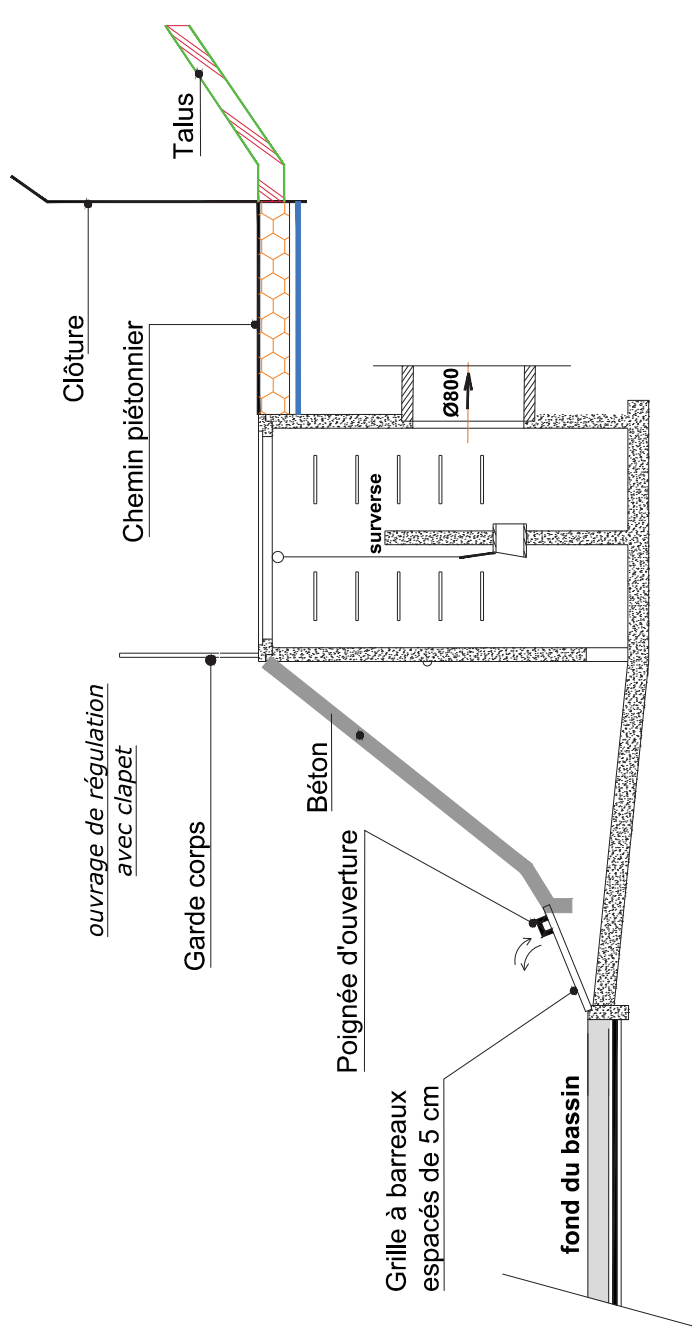 ouvrage de régulation
avec clapet
Garde corps
Poignée d'ouverture
Grille à barreaux
espacés de 5 cm
fond du bassin
Béton
surverse
Ø800
Chemin piétonnier
Clôture
Talus